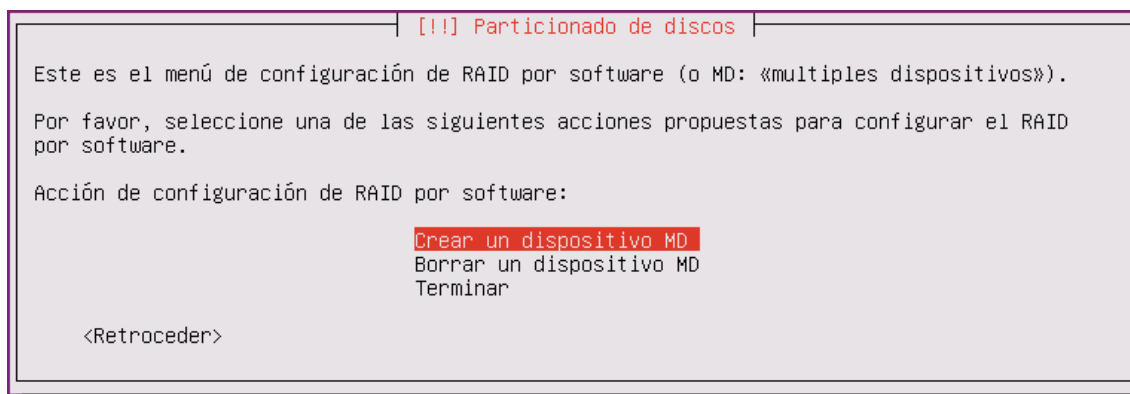 [!!] Particionado de discos
Este es el menú de configuración de RAID por software (o MD: «multiples dispositivos»).
Por favor, seleccione una de las siguientes acciones propuestas para configurar el RAID
por software.
Acción de configuración de RAID por software:
Crear un dispositivo MD
Borrar un dispositivo MD
Terminar
<Retroceder>